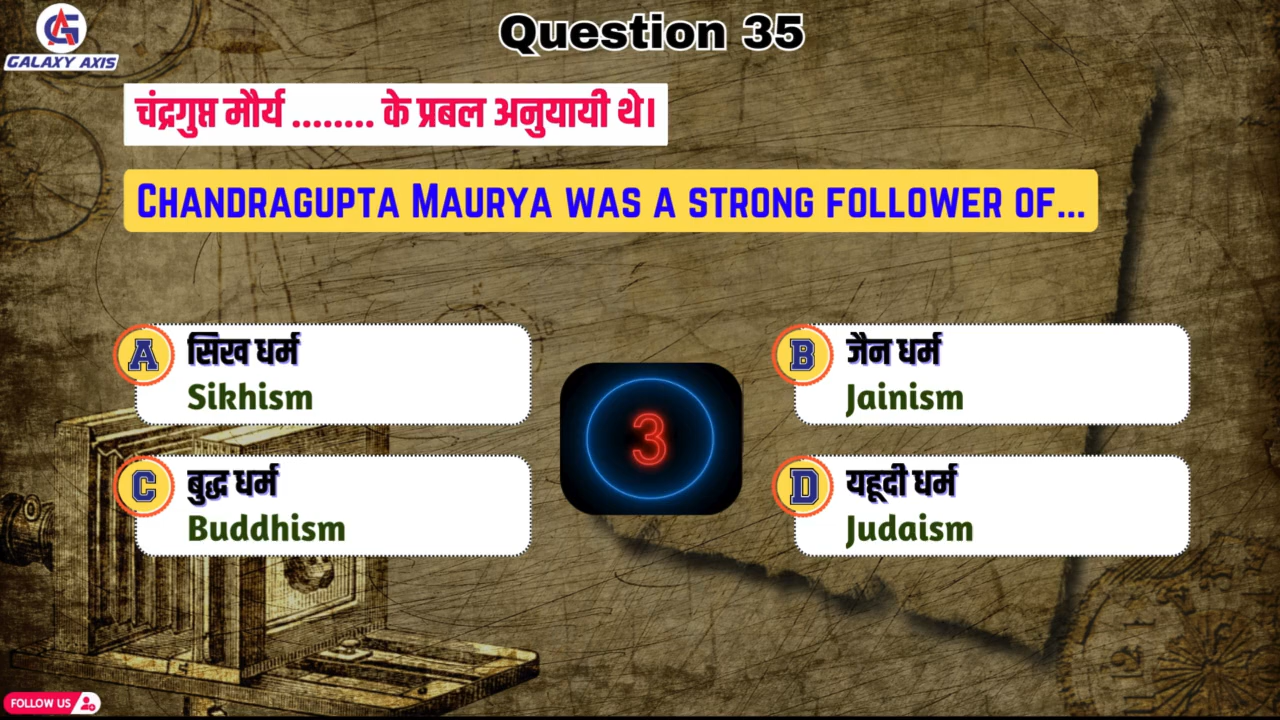 GALAXY AXIS
Question 35
चंद्रगुप्त मौर्य ........ के प्रबल अनुयायी थे।
Chandragupta Maurya was a strong follower of...
A सिख धर्म
Sikhism
B जैन धर्म
Jainism
3
C बुद्ध धर्म
Buddhism
D यहूदी धर्म
Judaism
FOLLOW US